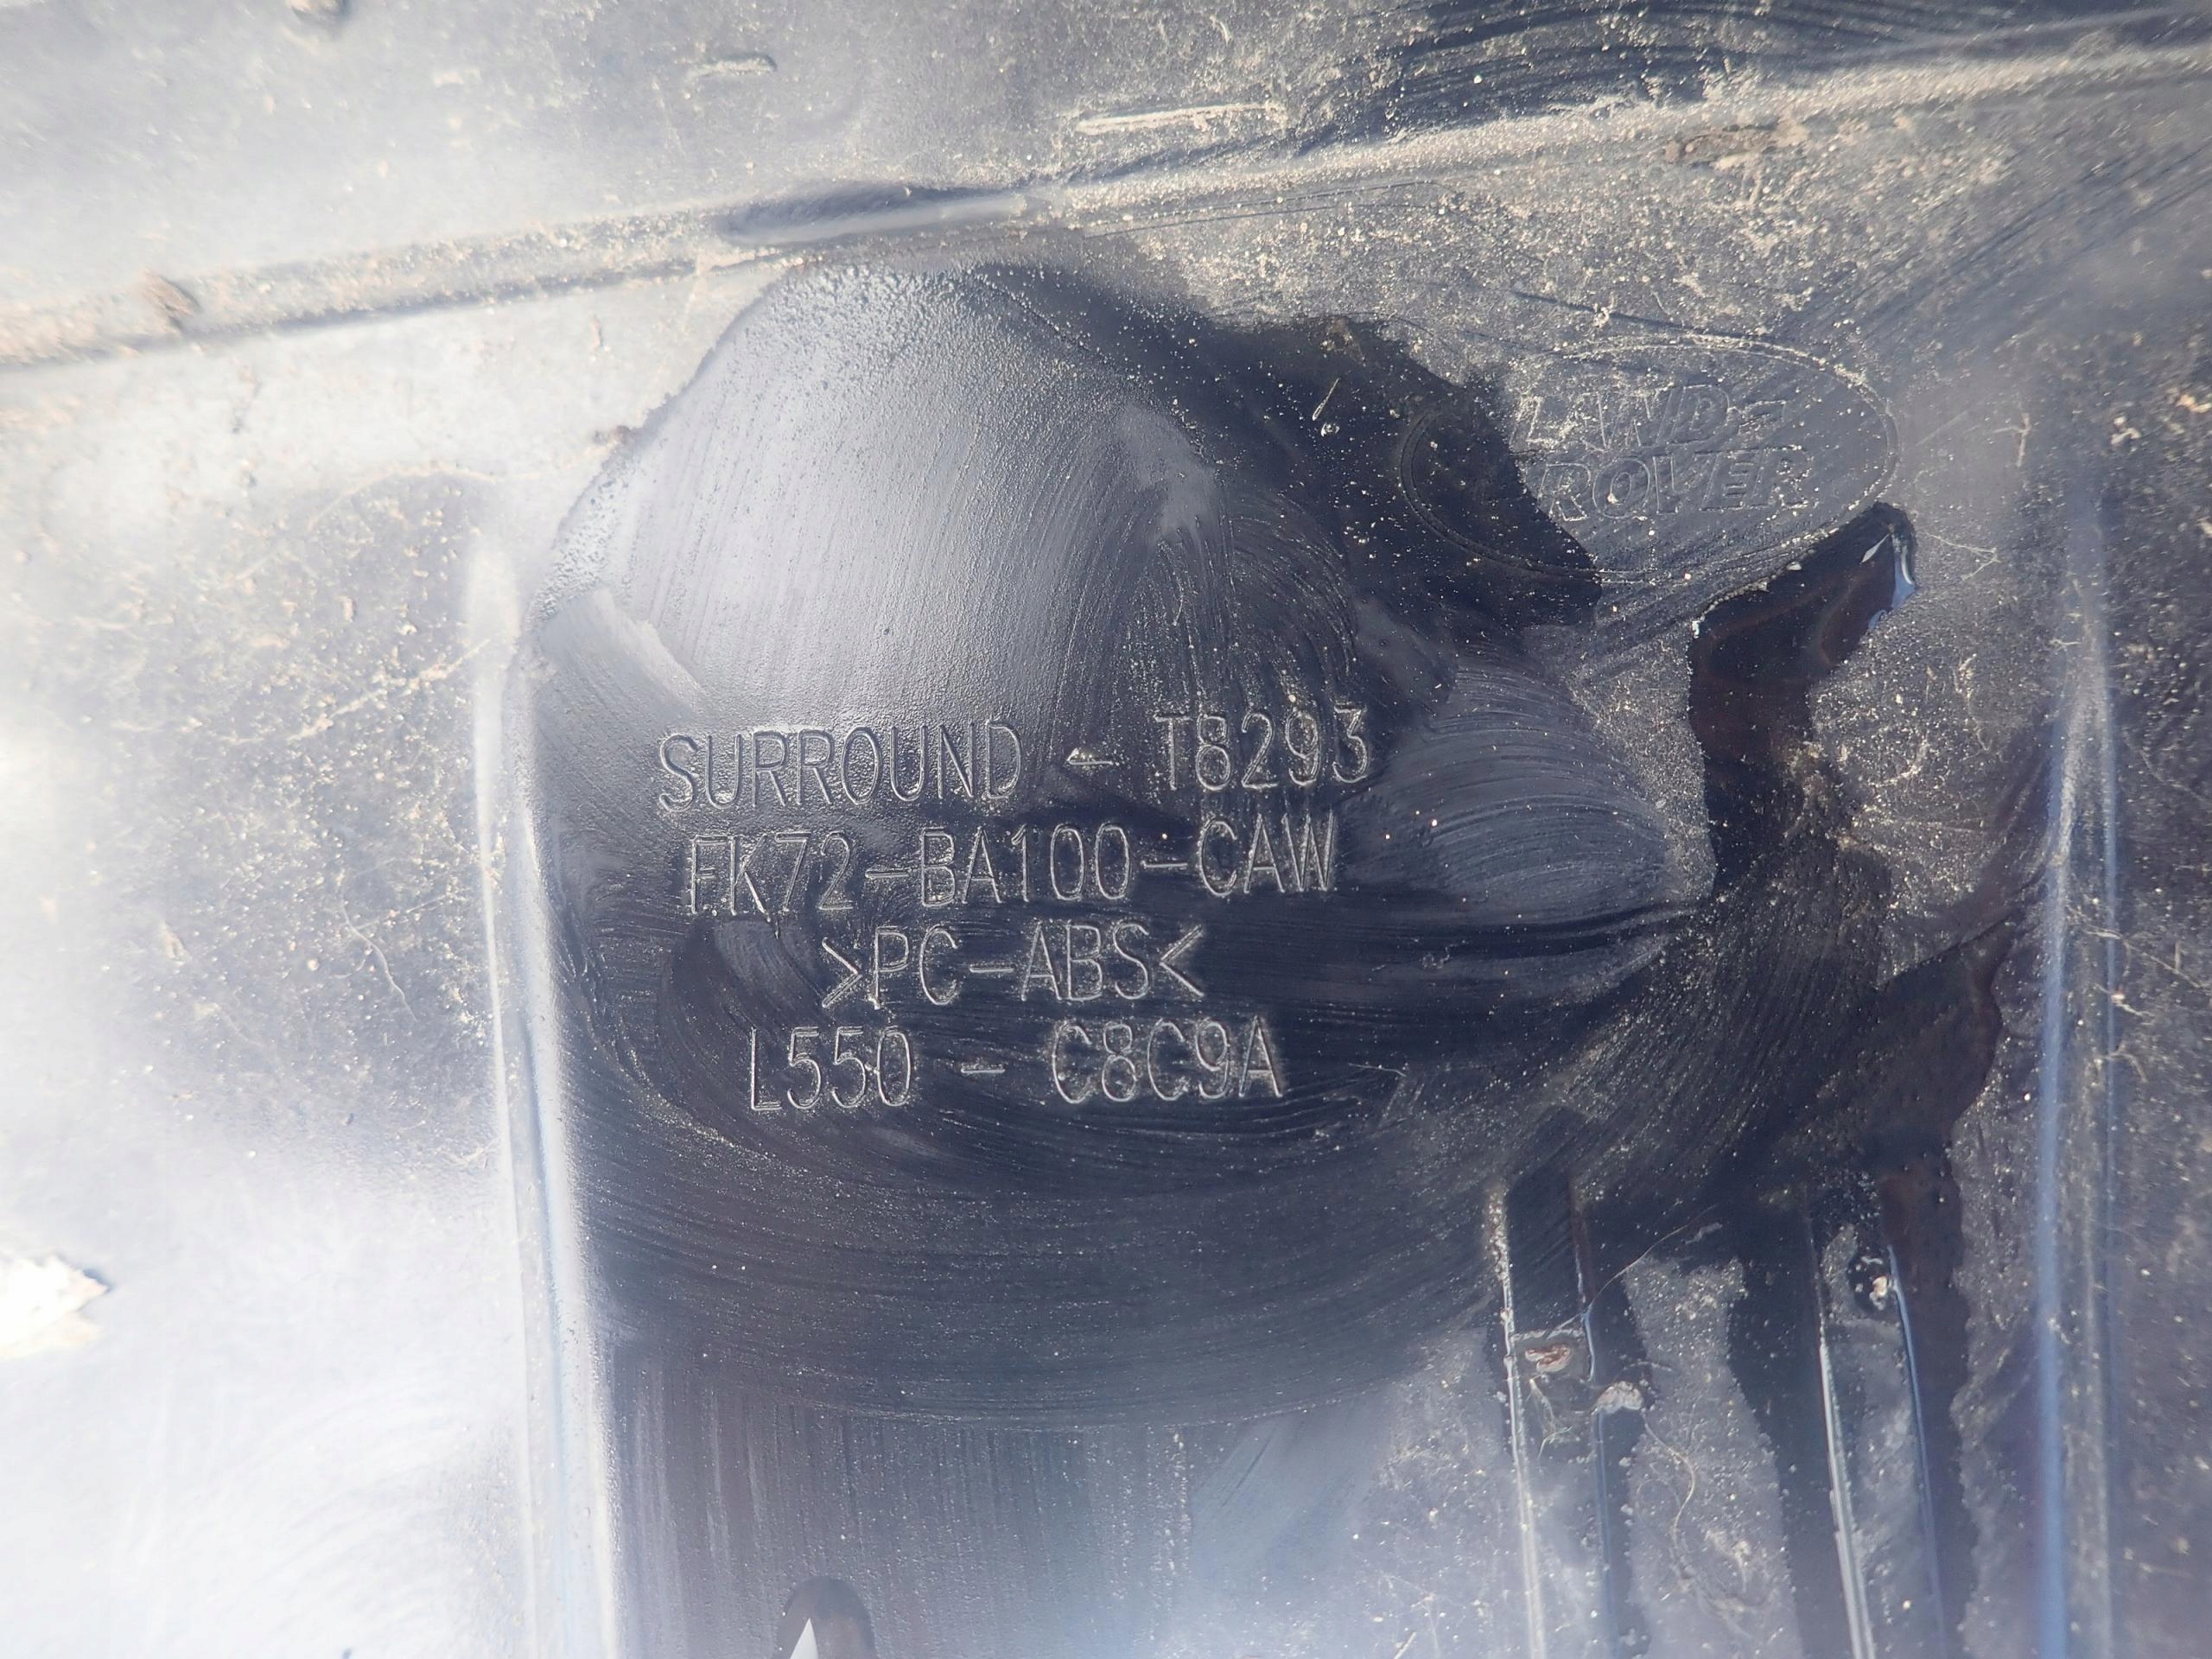 LAND-
ROVER
SURROUND - T8293
FK72-BA100-CAW
>PC-ABS<
L550 - C8C9A